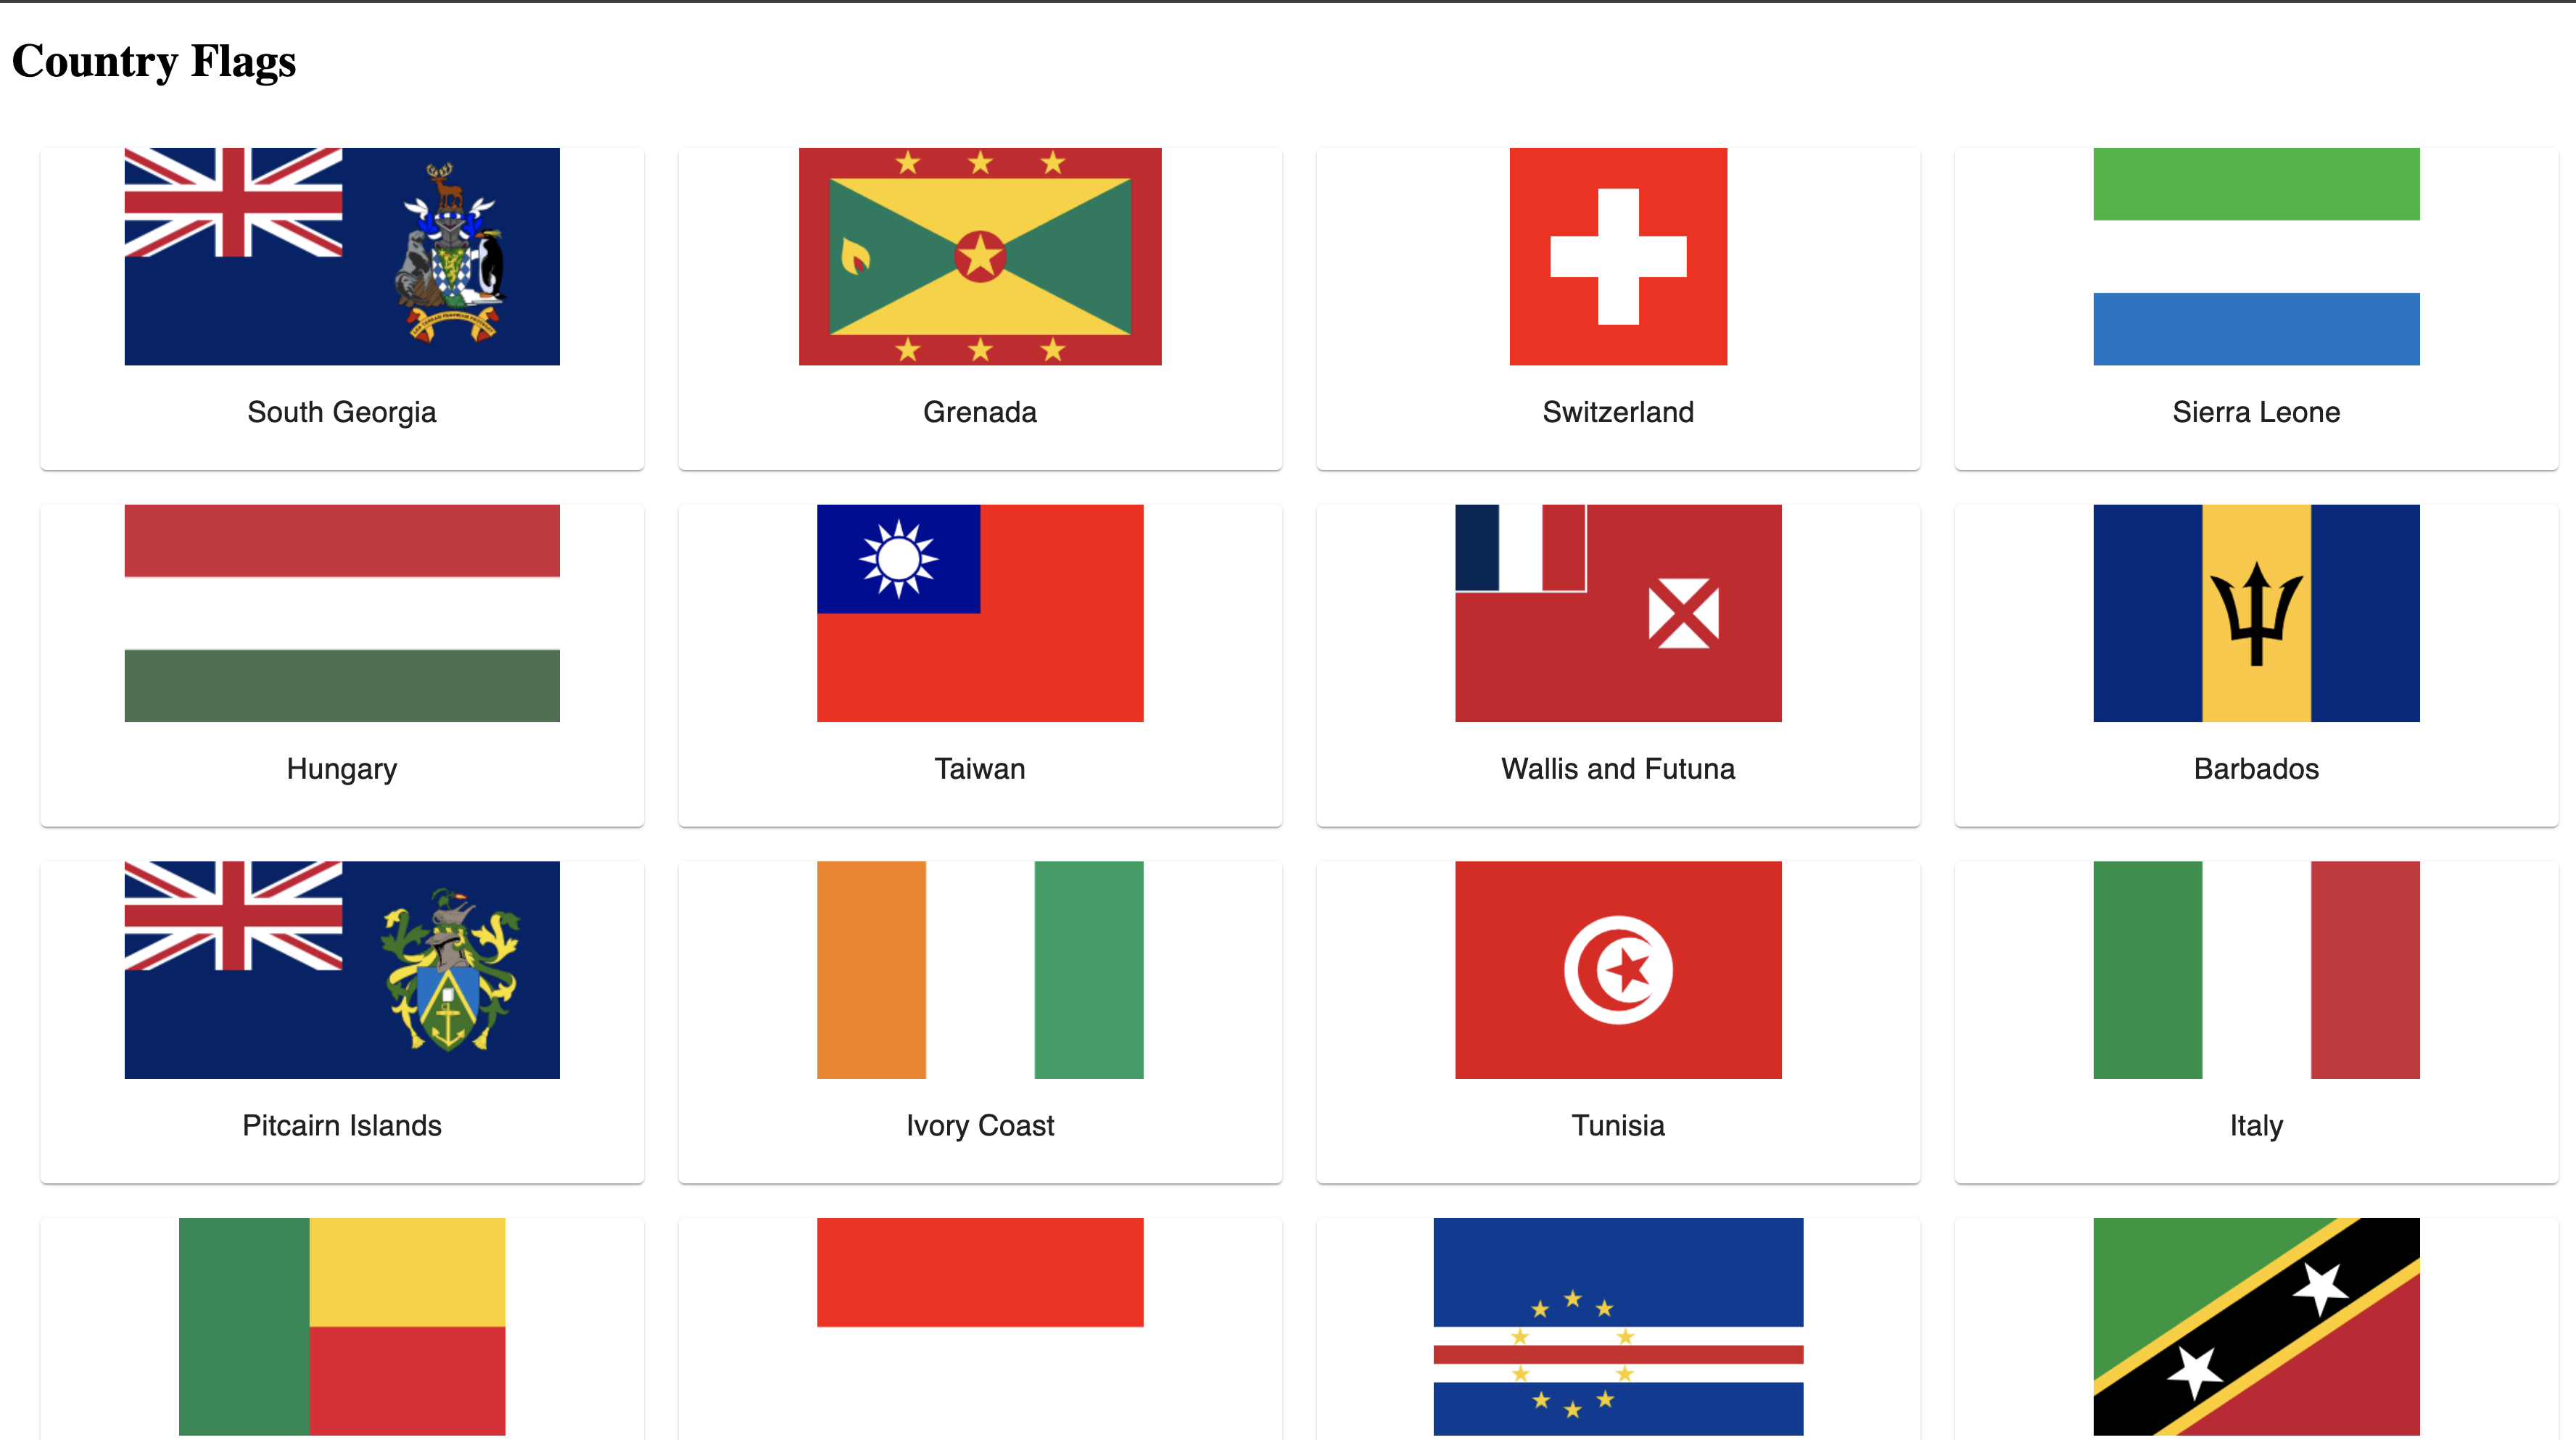 Country Flags
South Georgia
Grenada
Switzerland
Sierra Leone
Hungary
Taiwan
Wallis and Futuna
Barbados
Pitcairn Islands
Ivory Coast
Tunisia
Italy